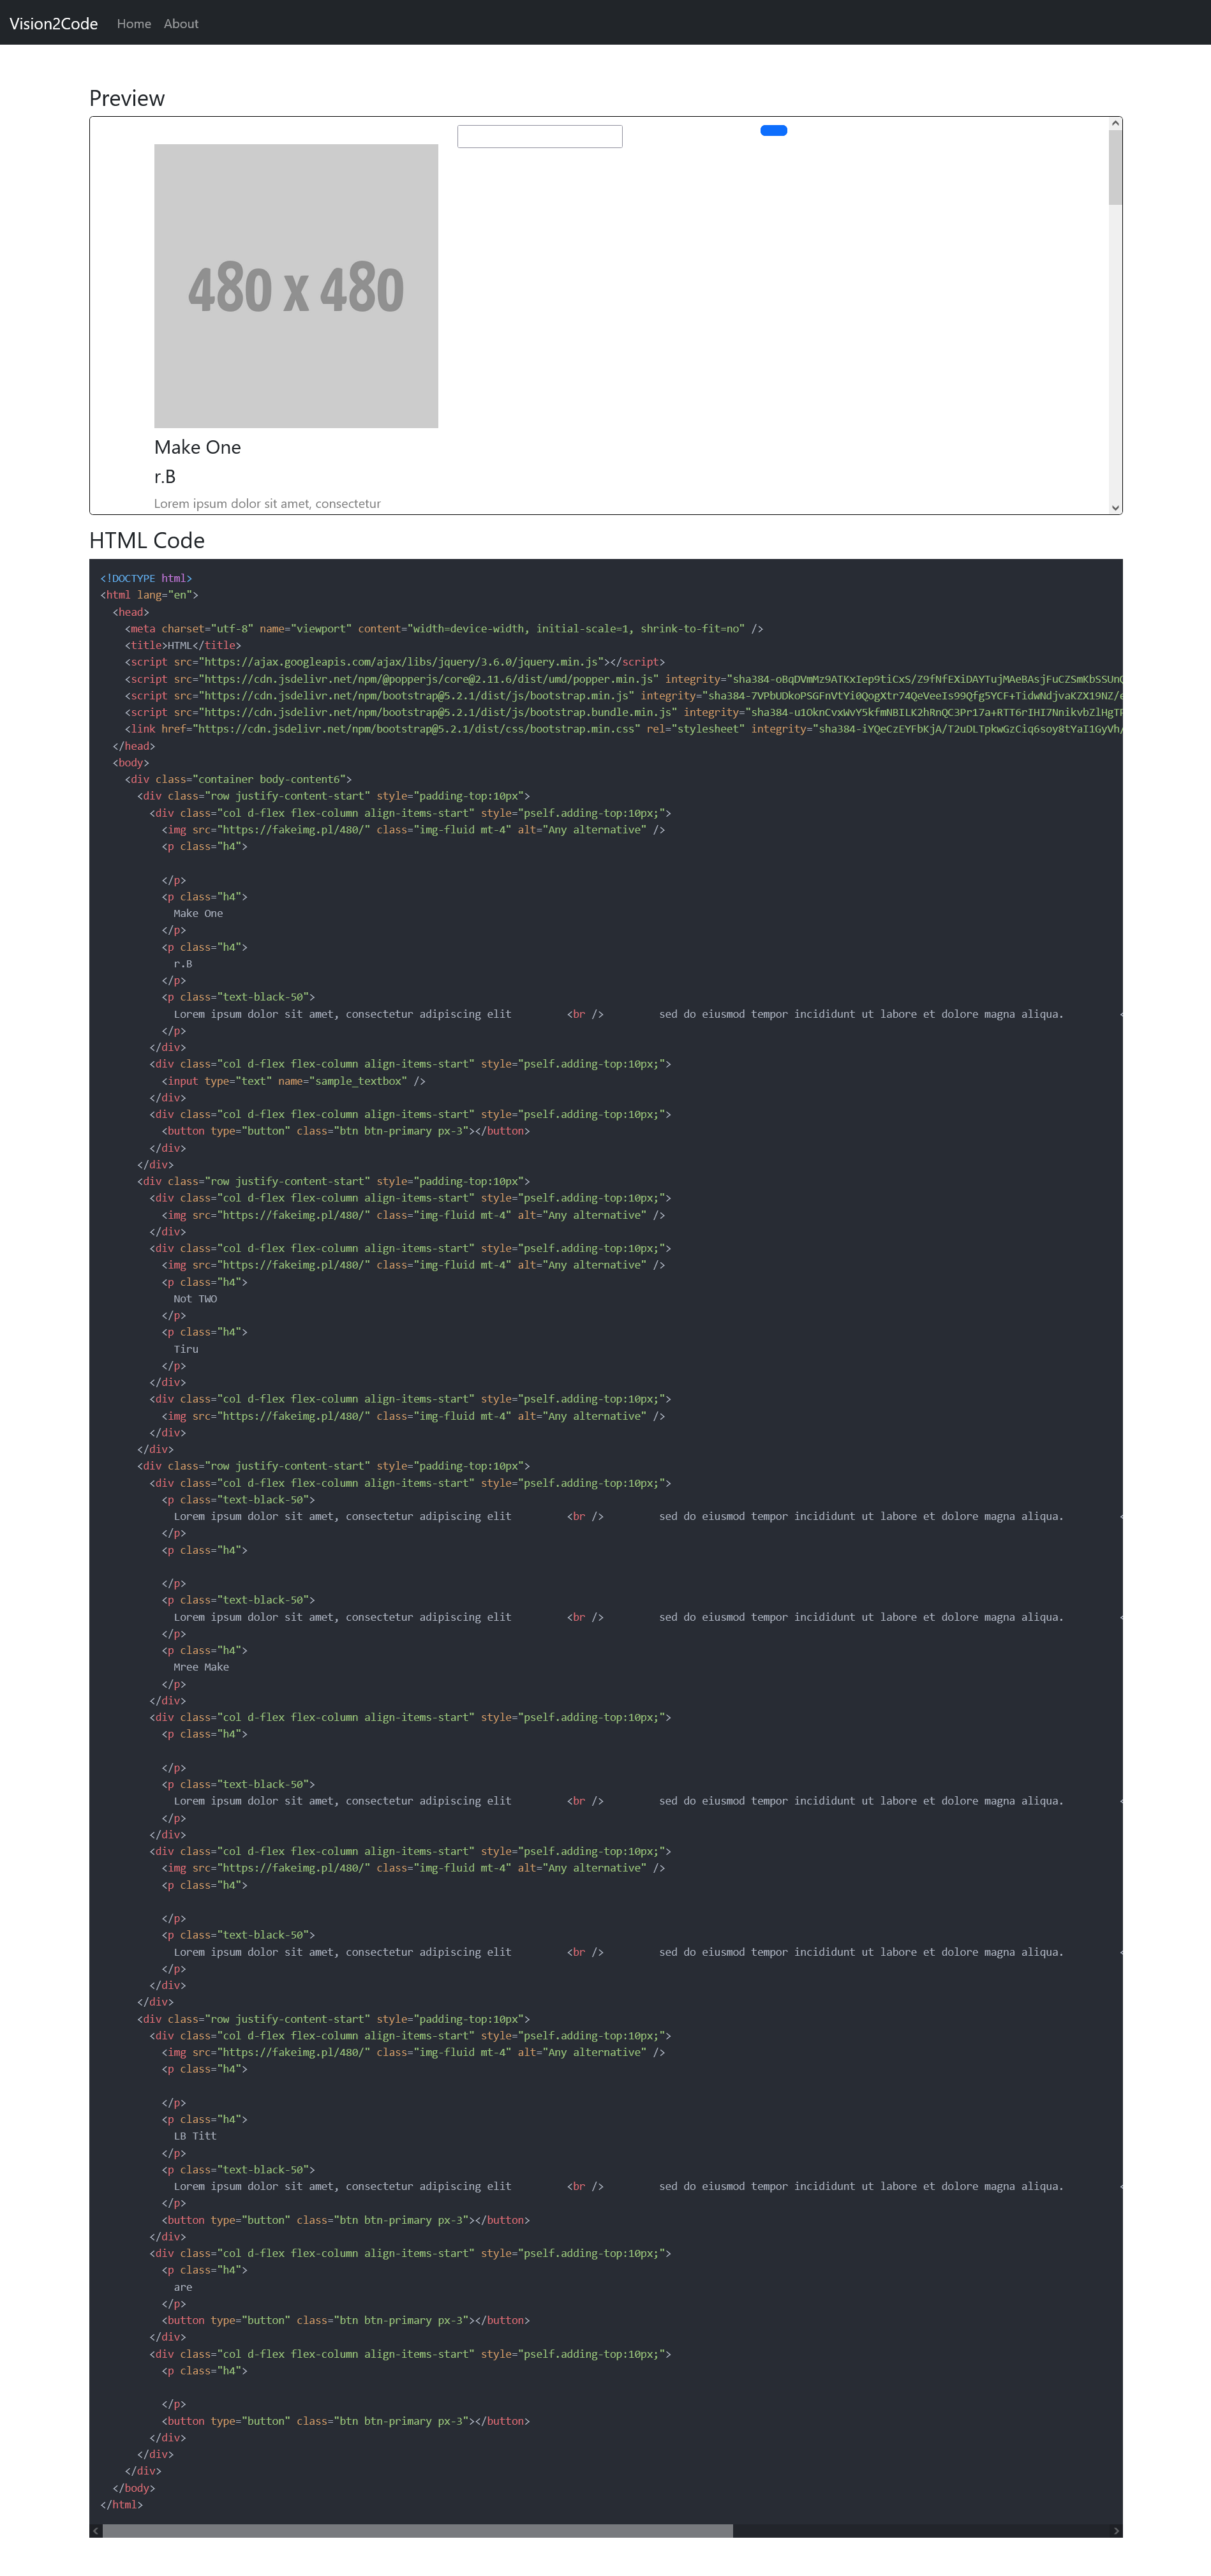 Vision2Code Home About
Preview
480 x 480
Make One
r.B
Lorem ipsum dolor sit amet, consectetur
HTML Code
<!DOCTYPE html>
<html lang="en">
<head>
<meta charset="utf-8" name="viewport" content="width=device-width, initial-scale=1, shrink-to-fit=no" />
<title>HTML</title>
<script src="https://ajax.googleapis.com/ajax/libs/jquery/3.6.0/jquery.min.js"></script>
<script src="https://cdn.jsdelivr.net/npm/@popperjs/core@2.11.6/dist/umd/popper.min.js" integrity="sha384-oBqDVmMz9ATKxIep9tiCxS/Z9fNfEXiDAYTujMAeBAsjFuCZSmKbSSUnQ
<script src="https://cdn.jsdelivr.net/npm/bootstrap@5.2.1/dist/js/bootstrap.min.js" integrity="sha384-7VPbUDkoPSGFnVtYi0QogXtr74QeVeeIs99Qfg5YCF+TidwNdjvaKZX19NZ/e
<script src="https://cdn.jsdelivr.net/npm/bootstrap@5.2.1/dist/js/bootstrap.bundle.min.js" integrity="sha384-u1OknCvxWvY5kfmNBILK2hRnQC3Pr17a+RTT6rIHI7NnikvbZlHgTP
<link href="https://cdn.jsdelivr.net/npm/bootstrap@5.2.1/dist/css/bootstrap.min.css" rel="stylesheet" integrity="sha384-iYQeCzEYFbKjA/T2uDLTpkwGzCiq6soy8tYaI1GyVh/
</head>
<body>
<div class="container body-content6">
<div class="row justify-content-start" style="padding-top:10px">
<div class="col d-flex flex-column align-items-start" style="pself.adding-top:10px;">
<img src="https://fakeimg.pl/480/" class="img-fluid mt-4" alt="Any alternative" />
<p class="h4">
</p>
<p class="h4">
Make One
</p>
<p class="h4">
r.B
</p>
<p class="text-black-50">
Lorem ipsum dolor sit amet, consectetur adipiscing elit <br /> sed do eiusmod tempor incididunt ut labore et dolore magna aliqua. <
</p>
</div>
<div class="col d-flex flex-column align-items-start" style="pself.adding-top:10px;">
<input type="text" name="sample_textbox" />
</div>
<div class="col d-flex flex-column align-items-start" style="pself.adding-top:10px;">
<button type="button" class="btn btn-primary px-3"></button>
</div>
</div>
<div class="row justify-content-start" style="padding-top:10px">
<div class="col d-flex flex-column align-items-start" style="pself.adding-top:10px;">
<img src="https://fakeimg.pl/480/" class="img-fluid mt-4" alt="Any alternative" />
</div>
<div class="col d-flex flex-column align-items-start" style="pself.adding-top:10px;">
<img src="https://fakeimg.pl/480/" class="img-fluid mt-4" alt="Any alternative" />
<p class="h4">
Not TWO
</p>
<p class="h4">
Tiru
</p>
</div>
<div class="col d-flex flex-column align-items-start" style="pself.adding-top:10px;">
<img src="https://fakeimg.pl/480/" class="img-fluid mt-4" alt="Any alternative" />
</div>
</div>
<div class="row justify-content-start" style="padding-top:10px">
<div class="col d-flex flex-column align-items-start" style="pself.adding-top:10px;">
<p class="text-black-50">
Lorem ipsum dolor sit amet, consectetur adipiscing elit <br /> sed do eiusmod tempor incididunt ut labore et dolore magna aliqua. <
</p>
<p class="h4">
</p>
<p class="text-black-50">
Lorem ipsum dolor sit amet, consectetur adipiscing elit <br /> sed do eiusmod tempor incididunt ut labore et dolore magna aliqua. <
</p>
<p class="h4">
Mree Make
</p>
</div>
<div class="col d-flex flex-column align-items-start" style="pself.adding-top:10px;">
<p class="h4">
</p>
<p class="text-black-50">
Lorem ipsum dolor sit amet, consectetur adipiscing elit <br /> sed do eiusmod tempor incididunt ut labore et dolore magna aliqua. <
</p>
</div>
<div class="col d-flex flex-column align-items-start" style="pself.adding-top:10px;">
<img src="https://fakeimg.pl/480/" class="img-fluid mt-4" alt="Any alternative" />
<p class="h4">
</p>
<p class="text-black-50">
Lorem ipsum dolor sit amet, consectetur adipiscing elit <br /> sed do eiusmod tempor incididunt ut labore et dolore magna aliqua. <
</p>
</div>
</div>
<div class="row justify-content-start" style="padding-top:10px">
<div class="col d-flex flex-column align-items-start" style="pself.adding-top:10px;">
<img src="https://fakeimg.pl/480/" class="img-fluid mt-4" alt="Any alternative" />
<p class="h4">
</p>
<p class="h4">
LB Titt
</p>
<p class="text-black-50">
Lorem ipsum dolor sit amet, consectetur adipiscing elit <br /> sed do eiusmod tempor incididunt ut labore et dolore magna aliqua. <
</p>
<button type="button" class="btn btn-primary px-3"></button>
</div>
<div class="col d-flex flex-column align-items-start" style="pself.adding-top:10px;">
<p class="h4">
are
</p>
<button type="button" class="btn btn-primary px-3"></button>
</div>
<div class="col d-flex flex-column align-items-start" style="pself.adding-top:10px;">
<p class="h4">
</p>
<button type="button" class="btn btn-primary px-3"></button>
</div>
</div>
</div>
</body>
</html>